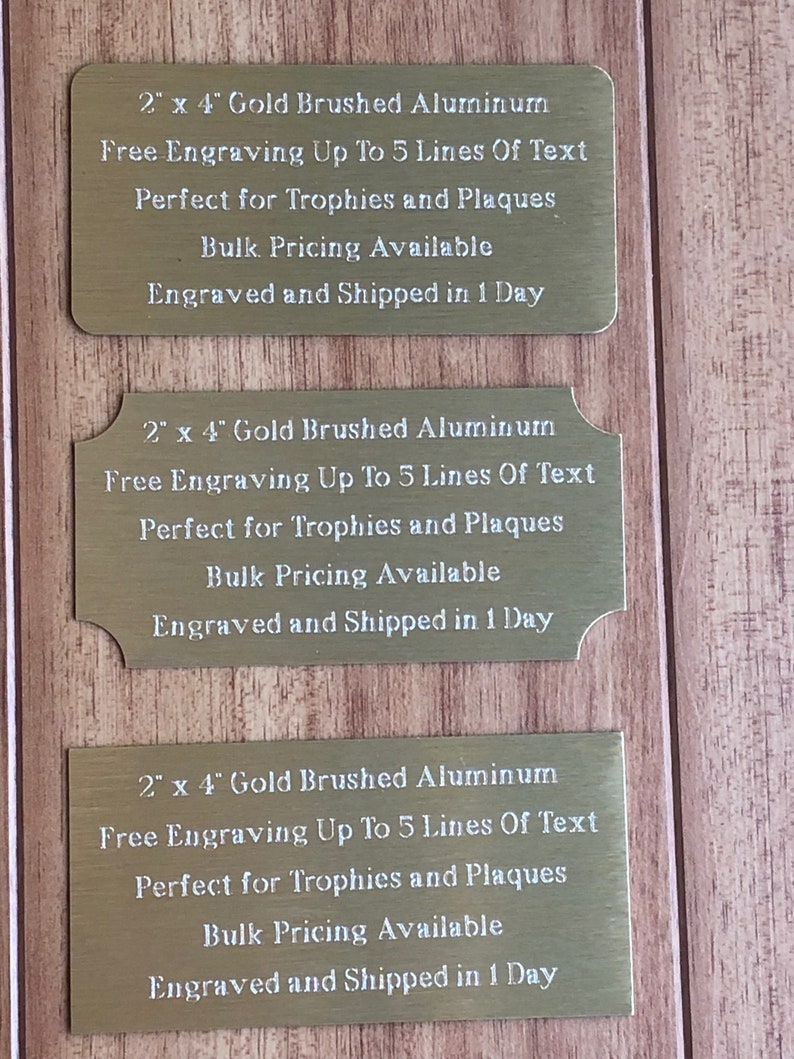 2" x 4" Gold Brushed Aluminum
Free Engraving Up To 5 Lines Of Text
Perfect for Trophies and Plaques
Bulk Pricing Available
Engraved and Shipped in 1 Day
2" x 4" Gold Brushed Aluminum
Free Engraving Up To 5 Lines Of Text
Perfect for Trophies and Plaques
Bulk Pricing Available
Engraved and Shipped in 1 Day
2" x 4" Gold Brushed Aluminum
Free Engraving Up To 5 Lines Of Text
Perfect for Trophies and Plaques
Bulk Pricing Available
Engraved and Shipped in 1 Day